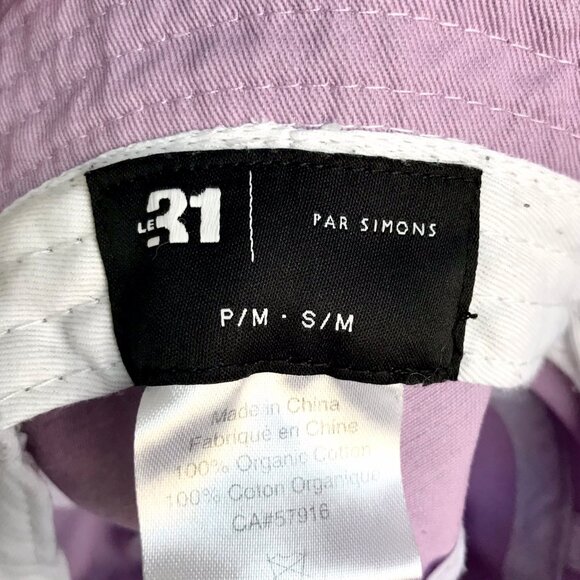 LE 31 PAR SIMONS
P/M · S/M
Made in China
Fabriqué en Chine
100% Organic Cotton
100% Coton Organique
CA#57916